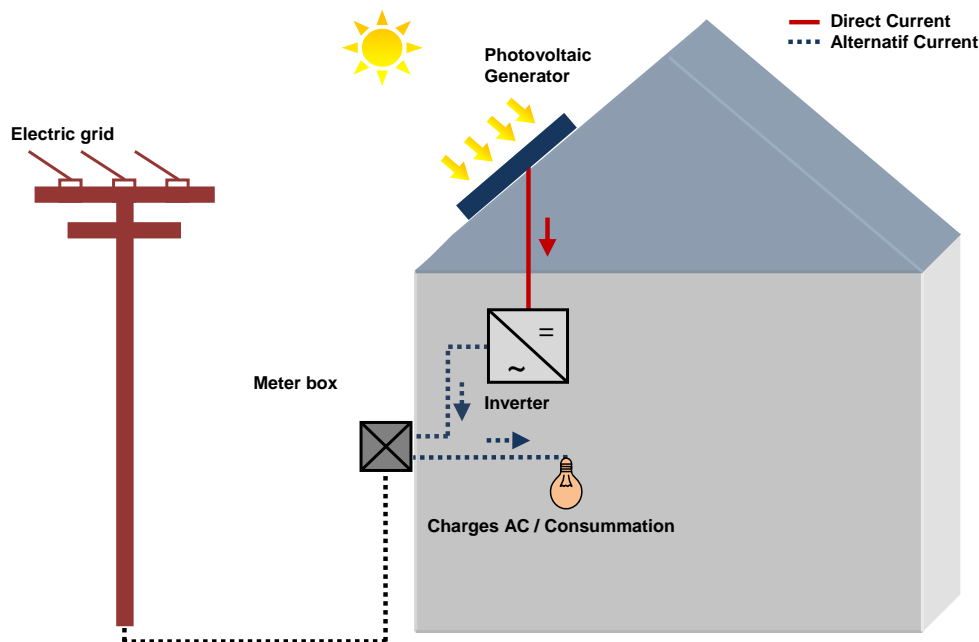 Direct Current
Alternatif Current
Photovoltaic
Generator
Electric grid
=
~
Inverter
Meter box
Charges AC / Consummation